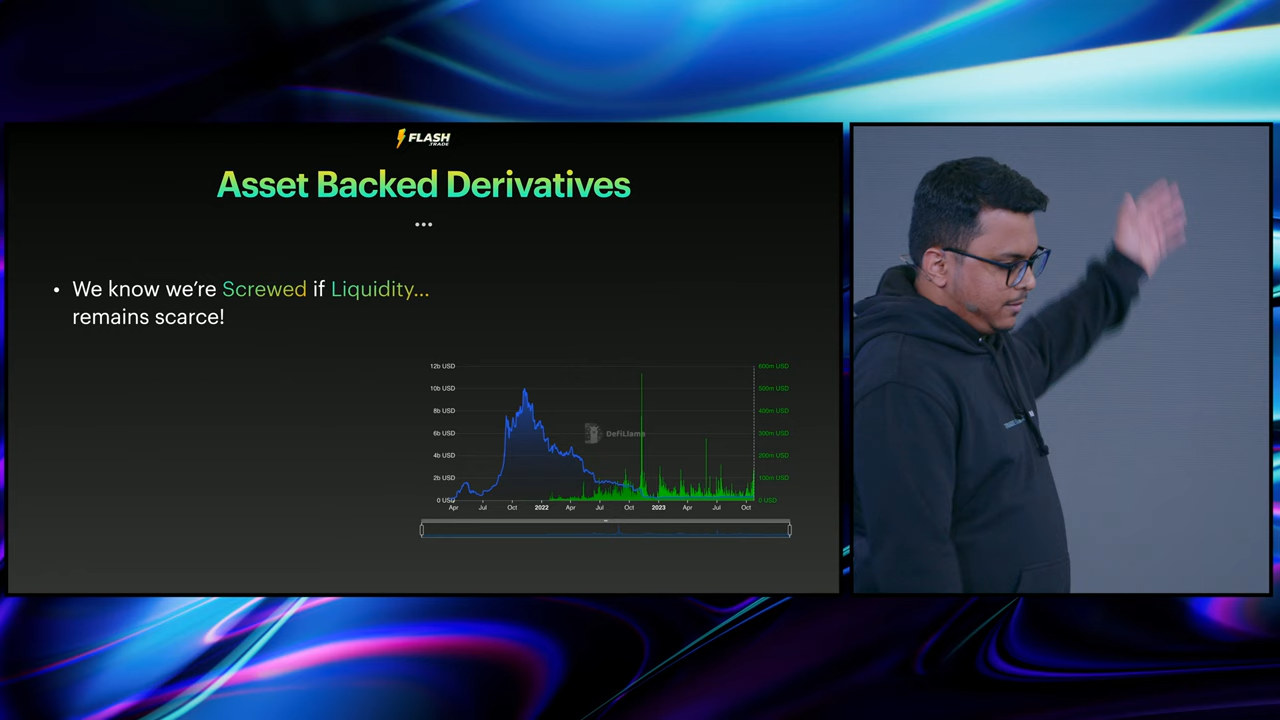 FLASH
.TRADE
Asset Backed Derivatives
...
• We know we're Screwed if Liquidity...
remains scarce!
12b USD
10b USD
8b USD
6b USD
4b USD
2b USD
0 USD
600m USD
500m USD
400m USD
300m USD
200m USD
100m USD
0 USD
DefiLlama
Apr Jul Oct 2022 Apr Jul Oct 2023 Apr Jul Oct